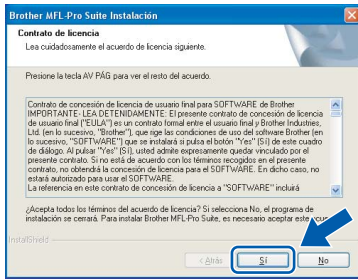 Brother MFL-Pro Suite Instalación
Contrato de licencia
Lea cuidadosamente el acuerdo de licencia siguiente.
Presione la tecla AV PÁG para ver el resto del acuerdo.
Contrato de concesión de licencia de usuario final para SOFTWARE de Brother
IMPORTANTE- LEA DETENIDAMENTE: El presente contrato de concesión de licencia
de usuario final ("EULA") es un contrato formal entre el usuario final y Brother Industries,
Ltd. (en lo sucesivo, "Brother"), que rige las condiciones de uso del software Brother (en
lo sucesivo, "SOFTWARE") que se instalará si pulsa el botón "Yes" (Sí) de este cuadro
de diálogo. Al pulsar "Yes" (Sí), usted admite expresamente quedar vinculado por el
presente contrato. Si no está de acuerdo con los términos recogidos en el presente
contrato, no obtendrá la concesión de licencia para el SOFTWARE. En dicho caso, no
estará autorizado para usar el SOFTWARE.
La referencia en este contrato de concesión de licencia a "SOFTWARE" incluirá
¿Acepta todos los términos del acuerdo de licencia? Si selecciona No, el programa de
instalación se cerrará. Para instalar Brother MFL-Pro Suite, es necesario aceptar este
InstallShield
< Atrás
Sí
No